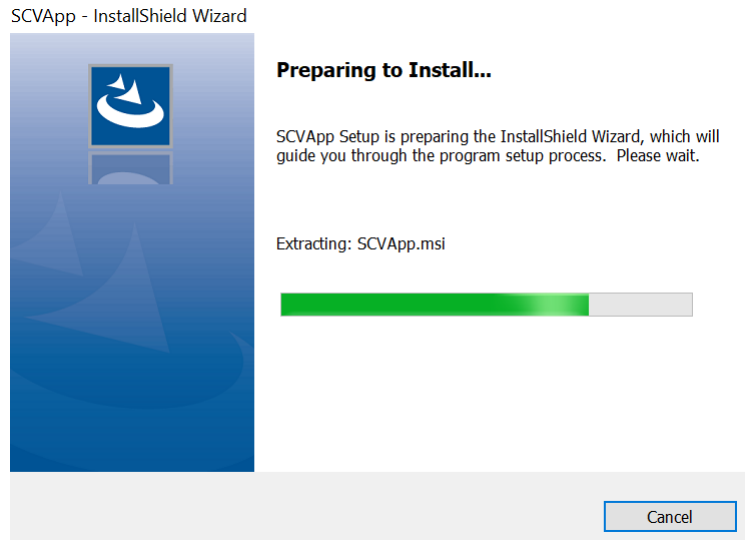 SCVApp - InstallShield Wizard
Preparing to Install...
SCVApp Setup is preparing the InstallShield Wizard, which will
guide you through the program setup process.  Please wait.
Extracting: SCVApp.msi
Cancel